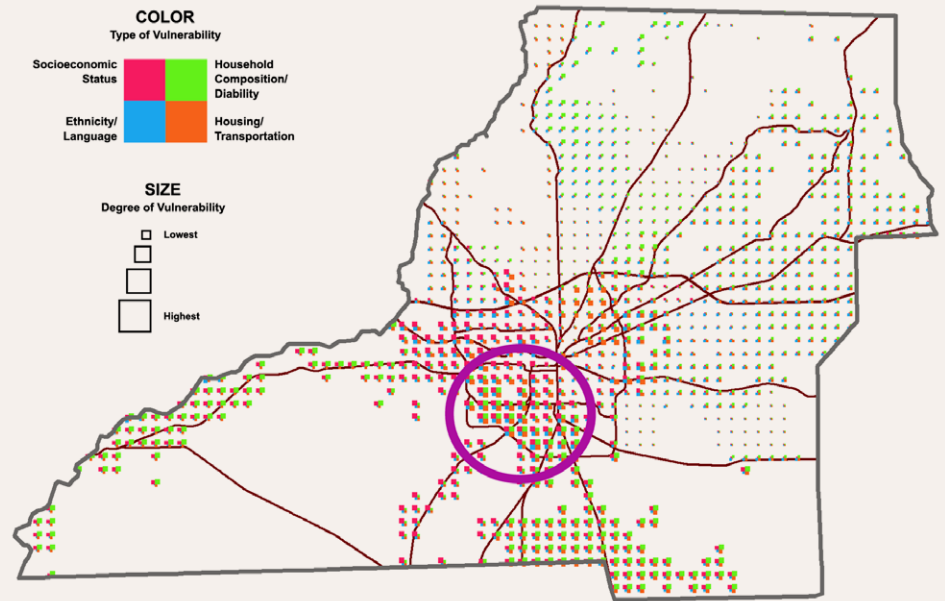 COLOR
Type of Vulnerability
Socioeconomic
Status
Household
Composition/
Diability
Ethnicity/
Language
Housing/
Transportation
SIZE
Degree of Vulnerability
Lowest
Highest